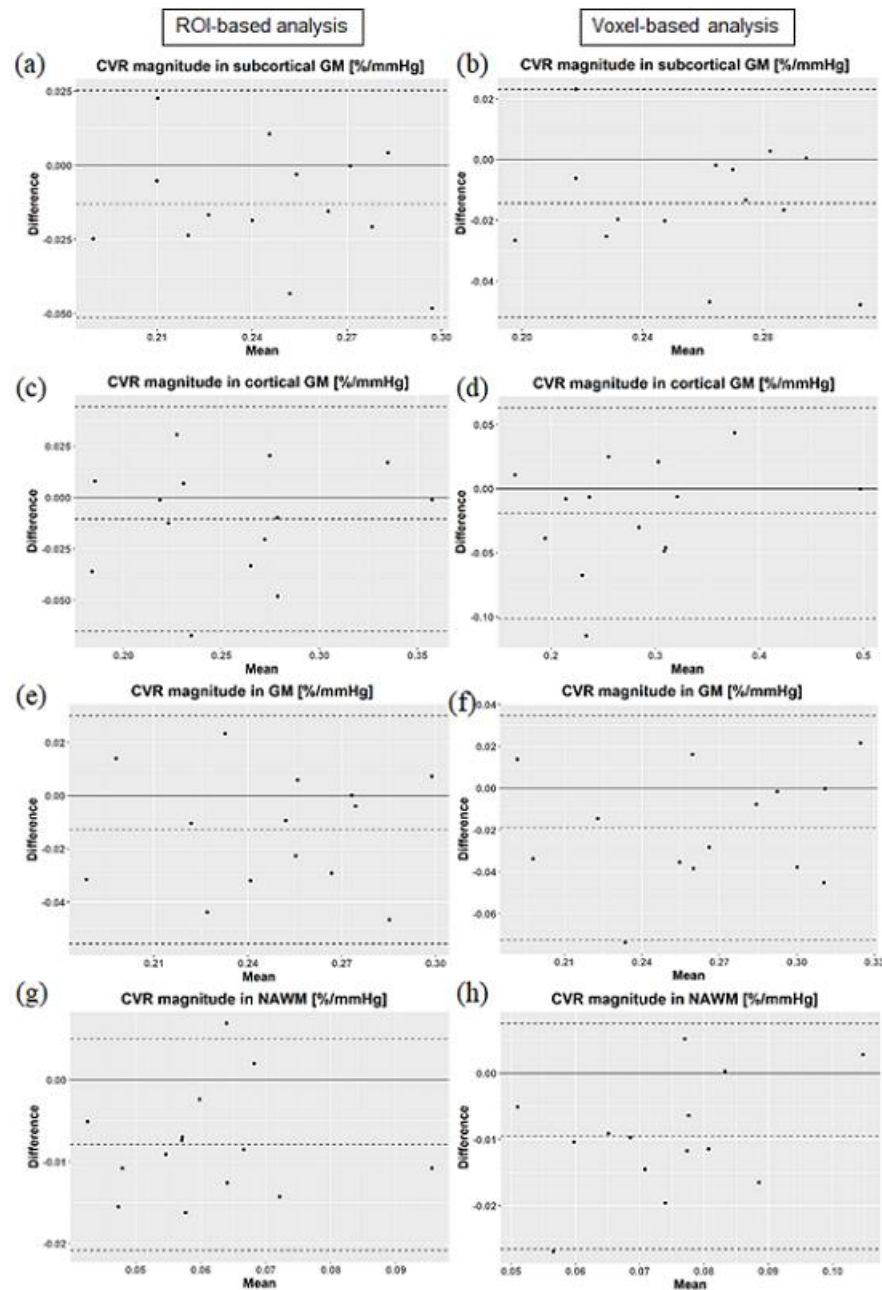 ROI-based analysis
Voxel-based analysis
(a)
CVR magnitude in subcortical GM [%/mmHg]
0.025
0.000
-0.025
-0.050
Difference
0.21
0.24
0.27
0.30
Mean
(b)
CVR magnitude in subcortical GM [%/mmHg]
0.02
0.00
-0.02
-0.04
Difference
0.20
0.24
0.28
Mean
(c)
CVR magnitude in cortical GM [%/mmHg]
0.025
0.000
-0.025
-0.050
Difference
0.20
0.25
0.30
0.35
Mean
(d)
CVR magnitude in cortical GM [%/mmHg]
0.05
0.00
-0.05
-0.10
Difference
0.2
0.3
0.4
0.5
Mean
(e)
CVR magnitude in GM [%/mmHg]
0.02
0.00
-0.02
-0.04
Difference
0.21
0.24
0.27
0.30
Mean
(f)
CVR magnitude in GM [%/mmHg]
0.04
0.02
0.00
-0.02
-0.04
-0.06
Difference
0.21
0.24
0.27
0.30
0.33
Mean
(g)
CVR magnitude in NAWM [%/mmHg]
0.00
-0.01
-0.02
Difference
0.05
0.06
0.07
0.08
0.09
Mean
(h)
CVR magnitude in NAWM [%/mmHg]
0.00
-0.01
-0.02
Difference
0.05
0.06
0.07
0.08
0.09
0.10
Mean